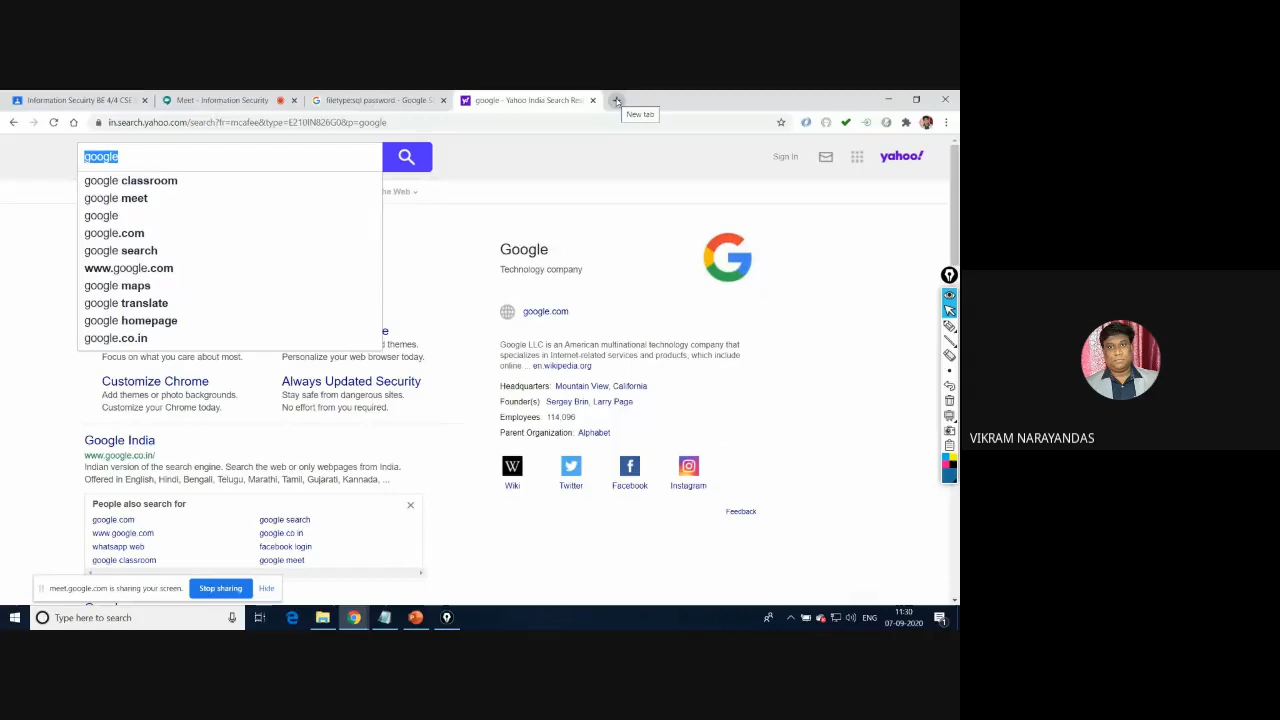 Information Secuirty BE 4/4 CSE
Meet - Information Security
filetype:sql password - Google S
google - Yahoo India Search Res
New tab
in.search.yahoo.com/search?fr=mcafee&type=E210IN826G0&p=google
google
Sign In
yahoo!
google classroom
he Web
google meet
google
google.com
google search
www.google.com
google maps
google translate
google homepage
google.co.in
Google
Technology company
google.com
e
themes.
Focus on what you care about most.
Personalize your web browser today.
Google LLC is an American multinational technology company that
specializes in Internet-related services and products, which include
online ... en.wikipedia.org
Customize Chrome
Always Updated Security
Add themes or photo backgrounds.
Stay safe from dangerous sites.
Customize your Chrome today.
No effort from you required.
Headquarters: Mountain View, California
Founder(s): Sergey Brin, Larry Page
Employees: 114,096
Parent Organization: Alphabet
Google India
www.google.co.in/
Indian version of the search engine. Search the web or only webpages from India.
Offered in English, Hindi, Bengali, Telugu, Marathi, Tamil, Gujarati, Kannada, ...
W
Wiki
Twitter
Facebook
Instagram
Feedback
People also search for
google com
google search
www.google com
google co in
whatsapp web
facebook login
google classroom
google meet
meet.google.com is sharing your screen.
Stop sharing
Hide
Type here to search
ENG
11:30
07-09-2020
VIKRAM NARAYANDAS